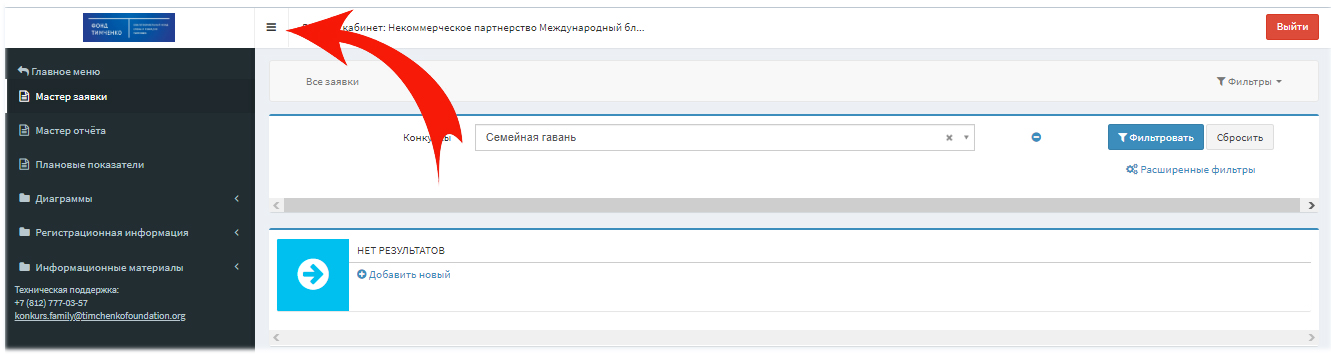 ФОНД
ТИМЧЕНКО
кабинет: Некоммерческое партнерство Международный бл...
Выйти
Главное меню
Мастер заявки
Мастер отчёта
Плановые показатели
Диаграммы
Регистрационная информация
Информационные материалы
Техническая поддержка:
+7 (812) 777-03-57
konkurs.family@timchenkofoundation.org
Все заявки
Фильтры
Семейная гавань
Фильтровать
Сбросить
Расширенные фильтры
НЕТ РЕЗУЛЬТАТОВ
Добавить новый